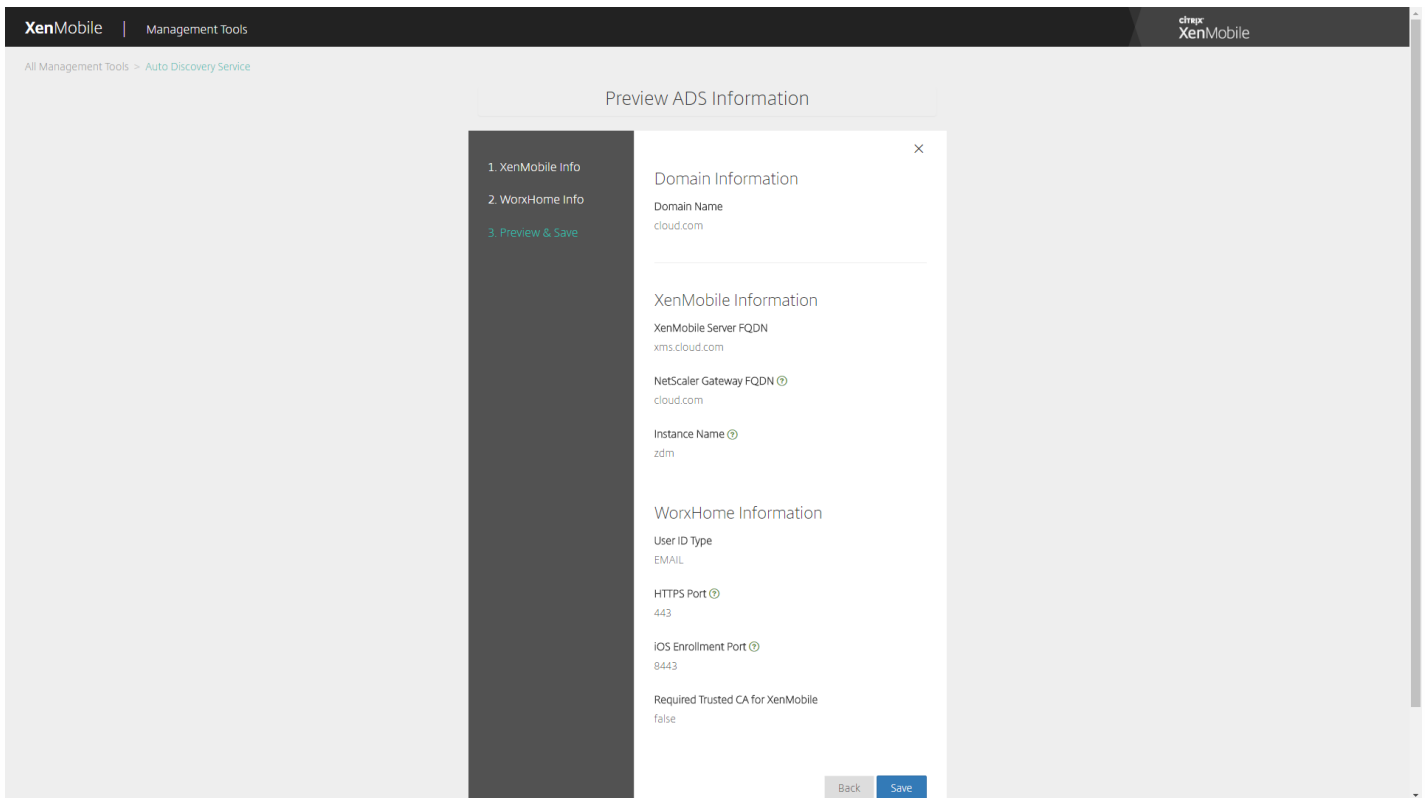 XenMobile | Management Tools
citrix
XenMobile
All Management Tools > Auto Discovery Service
Preview ADS Information
1. XenMobile Info
2. WorxHome Info
3. Preview & Save
Domain Information
Domain Name
cloud.com
XenMobile Information
XenMobile Server FQDN
xms.cloud.com
NetScaler Gateway FQDN ?
cloud.com
Instance Name ?
zdm
WorxHome Information
User ID Type
EMAIL
HTTPS Port ?
443
iOS Enrollment Port ?
8443
Required Trusted CA for XenMobile
false
Back Save